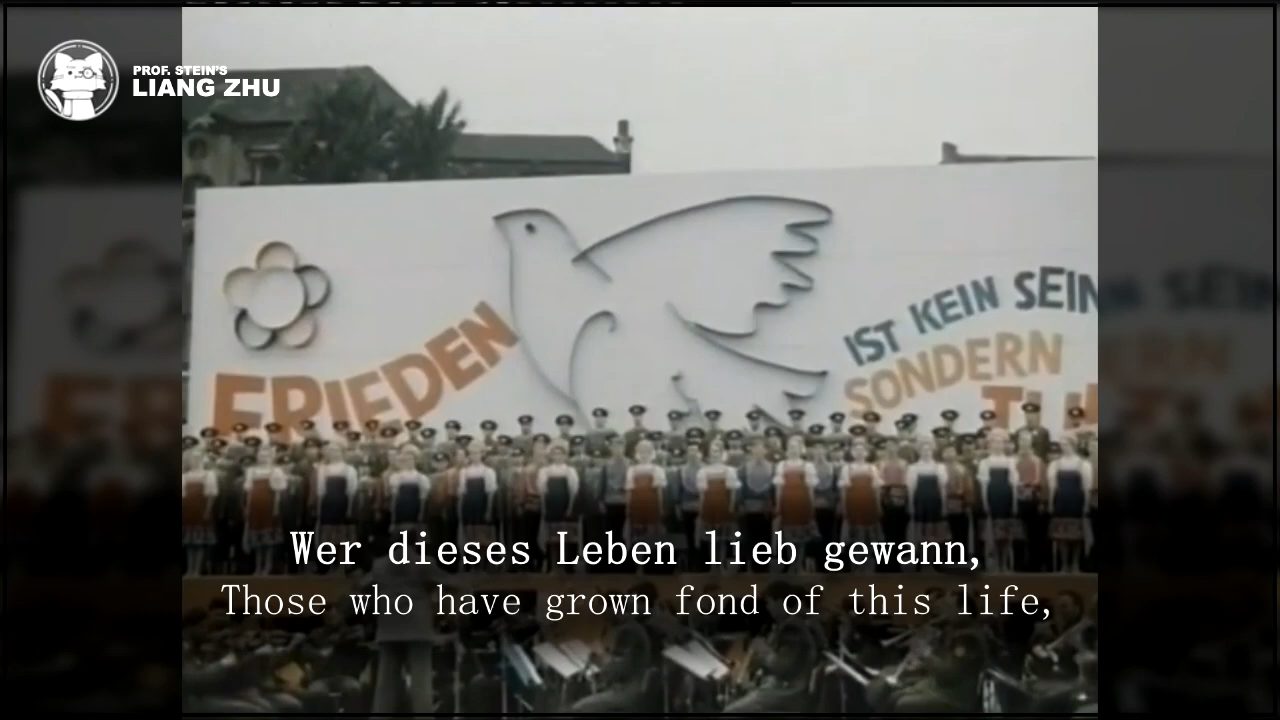 PROF. STEIN'S
LIANG ZHU
FRIEDEN
IST KEIN SEIN
SONDERN
Wer dieses Leben lieb gewann,
Those who have grown fond of this life,